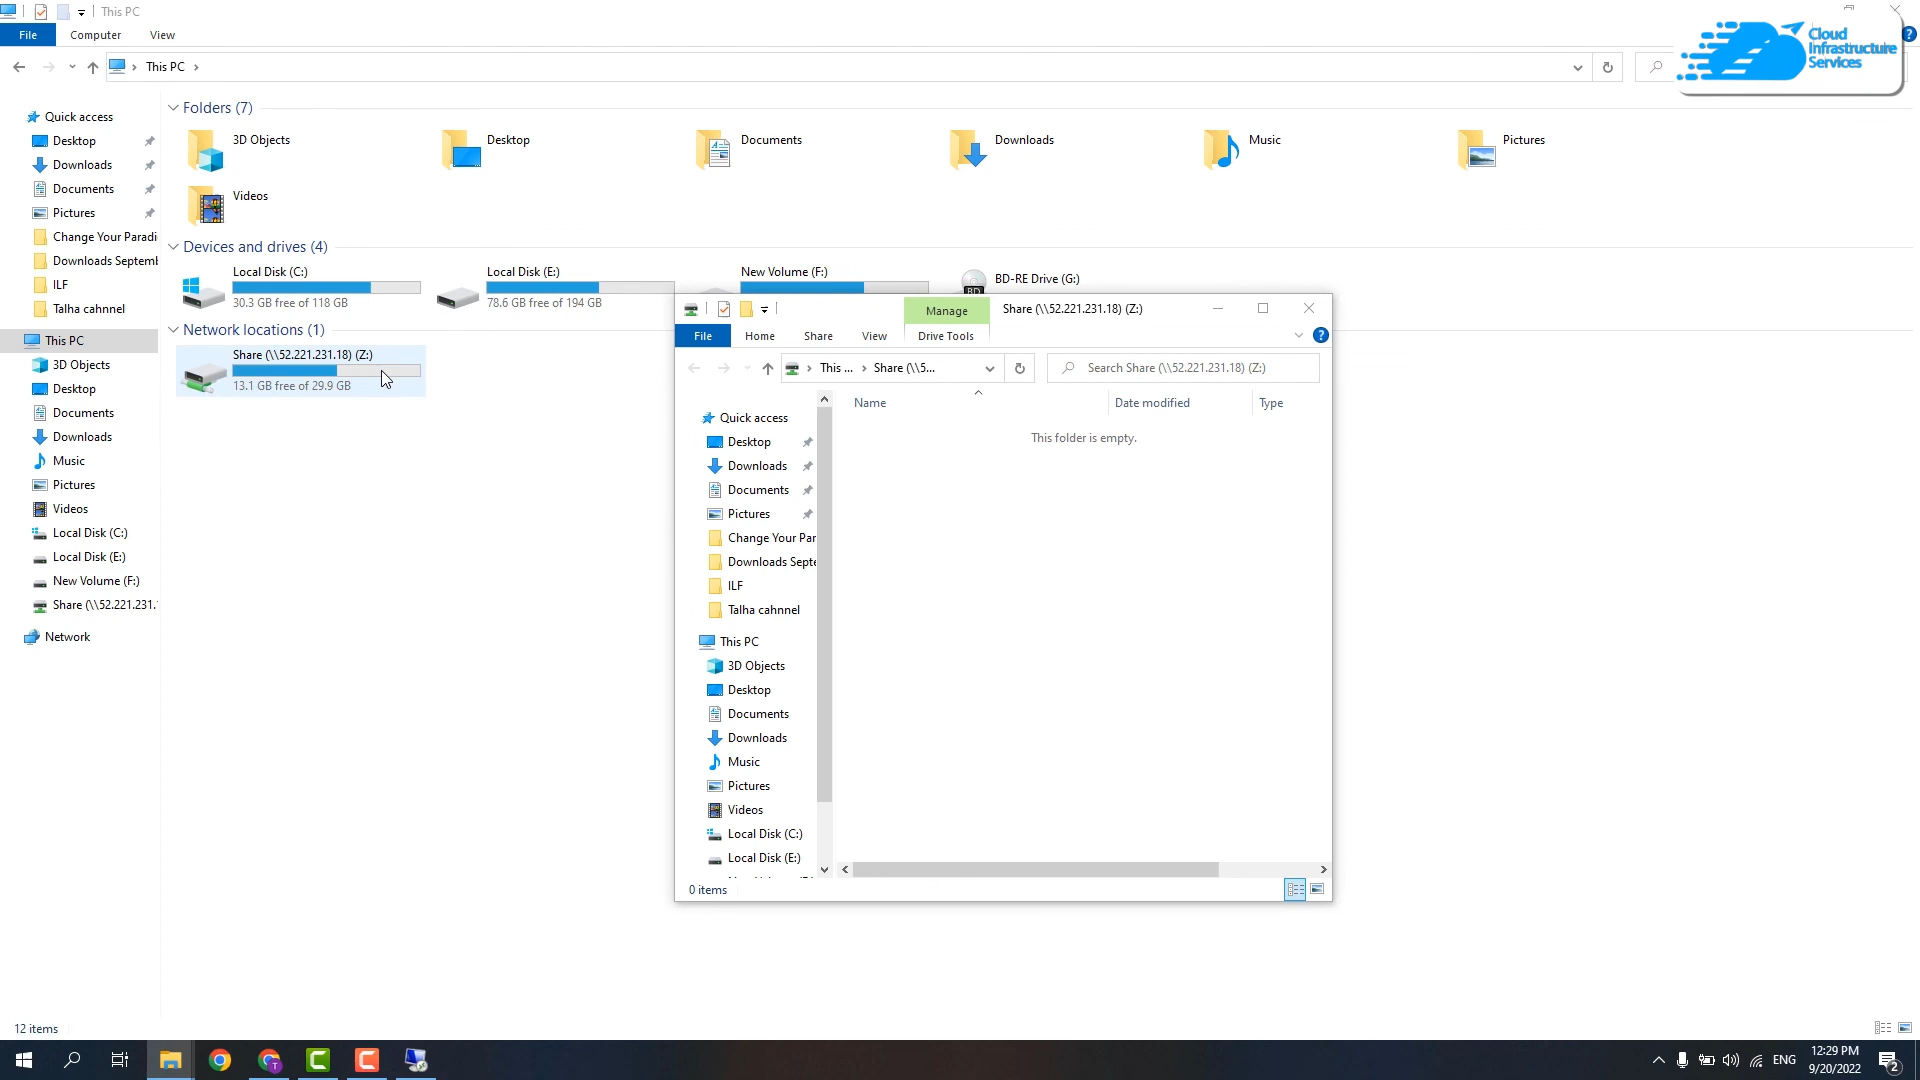 This PC
File
Computer
View
This PC
Cloud
Infrastructure
Services
Quick access
Desktop
Downloads
Documents
Pictures
Change Your Paradi
Downloads Septemb
ILF
Talha cahnnel
This PC
3D Objects
Desktop
Documents
Downloads
Music
Pictures
Videos
Local Disk (C:)
Local Disk (E:)
New Volume (F:)
Share (\\52.221.231.
Network
Folders (7)
3D Objects
Desktop
Documents
Downloads
Music
Pictures
Videos
Devices and drives (4)
Local Disk (C:)
30.3 GB free of 118 GB
Local Disk (E:)
78.6 GB free of 194 GB
New Volume (F:)
BD-RE Drive (G:)
BD
Network locations (1)
Share (\\52.221.231.18) (Z:)
13.1 GB free of 29.9 GB
Manage
Share (\\52.221.231.18) (Z:)
File
Home
Share
View
Drive Tools
This ...
Share (\\5...
Search Share (\\52.221.231.18) (Z:)
Name
Date modified
Type
This folder is empty.
Quick access
Desktop
Downloads
Documents
Pictures
Change Your Par
Downloads Septe
ILF
Talha cahnnel
This PC
3D Objects
Desktop
Documents
Downloads
Music
Pictures
Videos
Local Disk (C:)
Local Disk (E:)
0 items
12 items
ENG
12:29 PM
9/20/2022
2